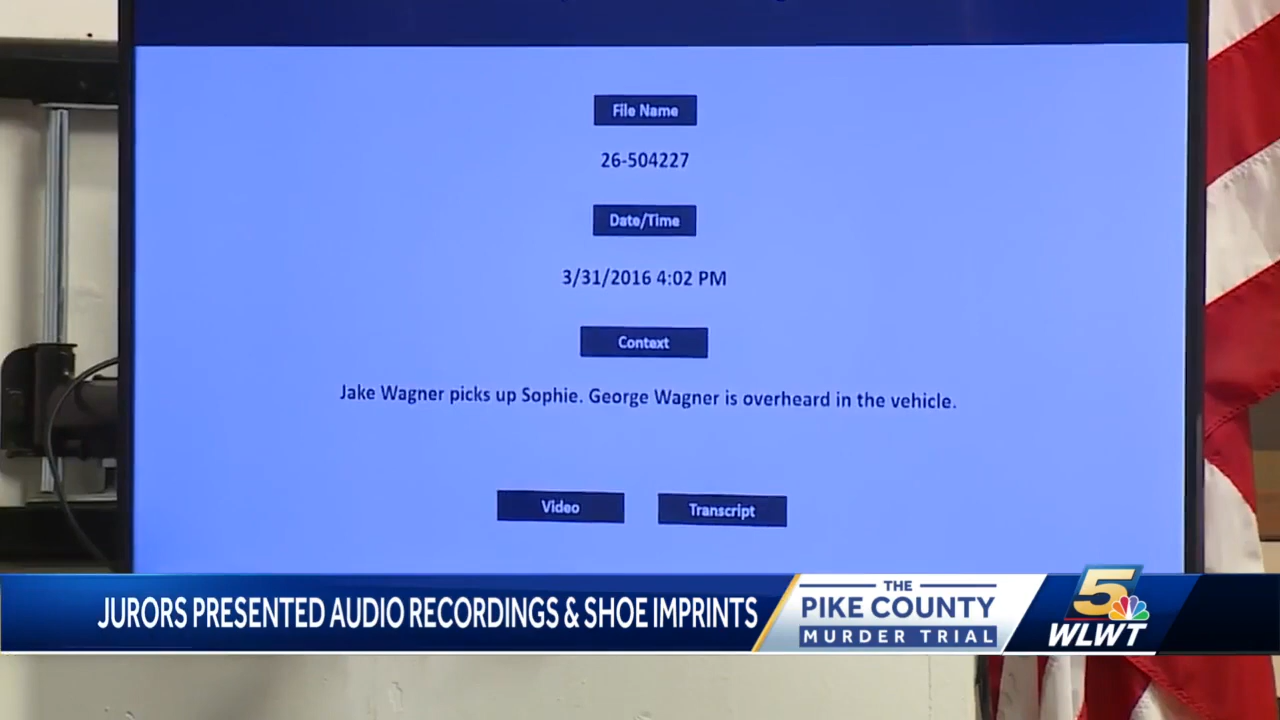 File Name
26-504227
Date/Time
3/31/2016 4:02 PM
Context
Jake Wagner picks up Sophie. George Wagner is overheard in the vehicle.
Video
Transcript
JURORS PRESENTED AUDIO RECORDINGS & SHOE IMPRINTS
THE
PIKE COUNTY
MURDER TRIAL
5
WLWT